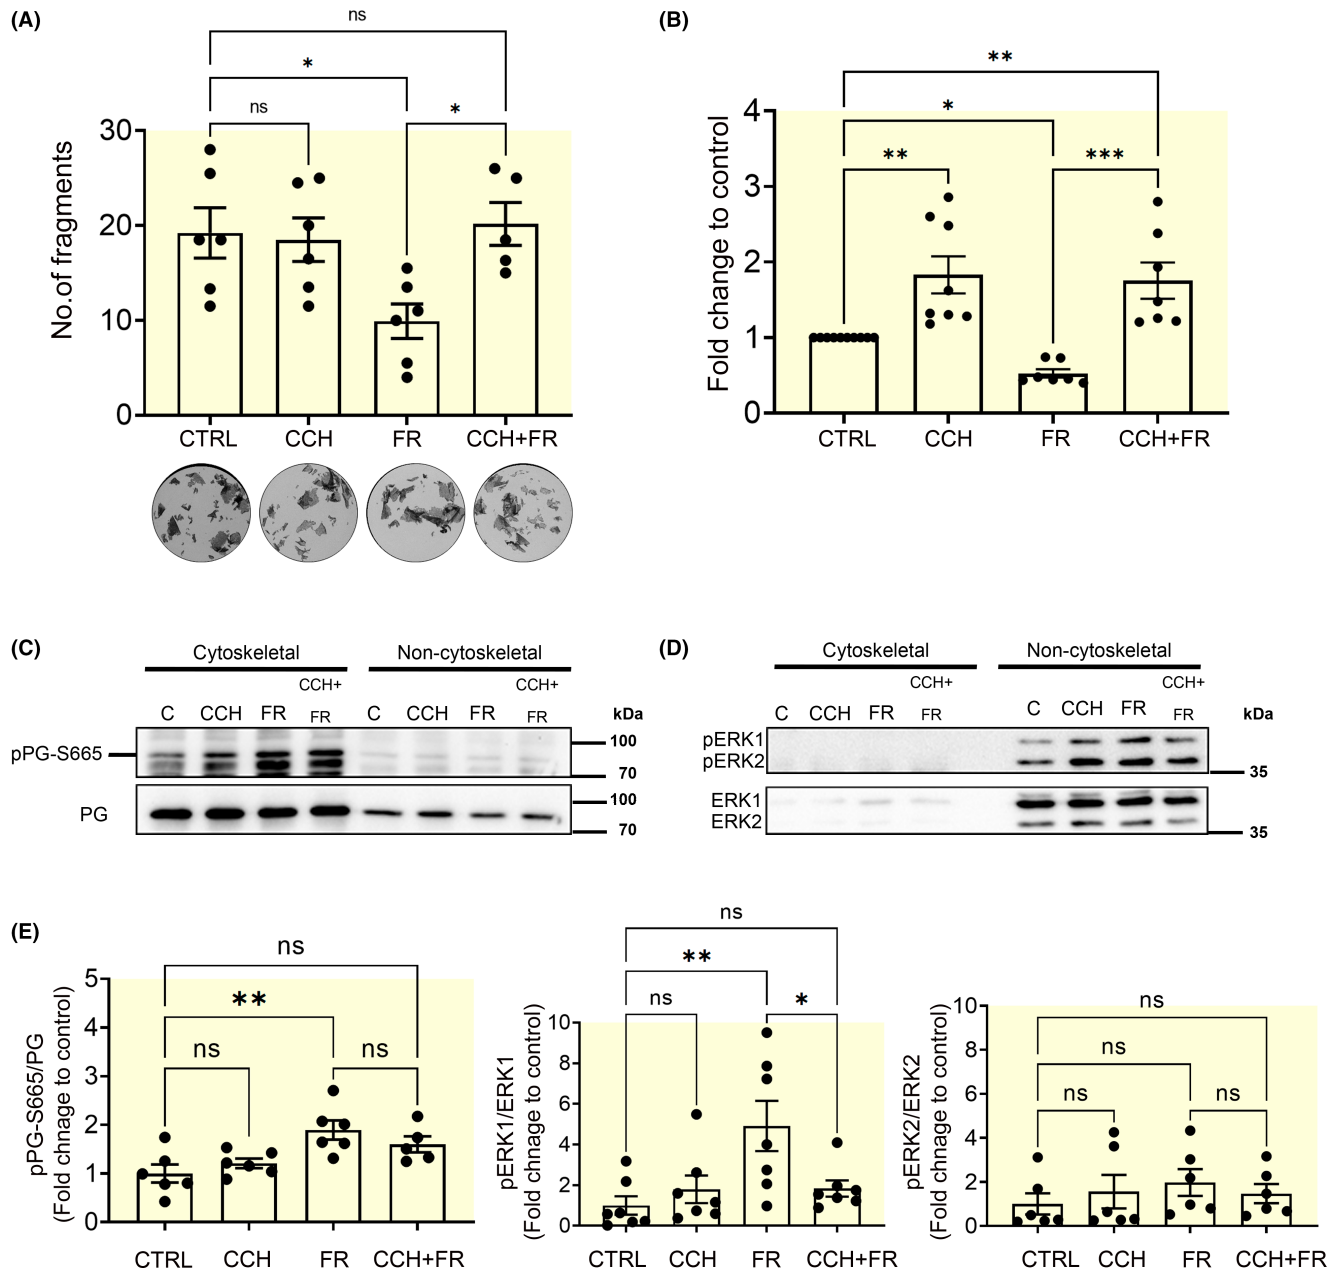 (A)
ns
*
ns
*
No.of fragments
30
20
10
0
CTRL CCH FR CCH+FR
(B)
**
*
**
***
Fold change to control
4
3
2
1
0
CTRL CCH FR CCH+FR
(C)
Cytoskeletal Non-cytoskeletal
CCH+ CCH+
C CCH FR FR C CCH FR FR kDa
pPG-S665
100
70
PG
100
70
(D)
Cytoskeletal Non-cytoskeletal
CCH+ CCH+
C CCH FR FR C CCH FR FR kDa
pERK1
pERK2
35
ERK1
ERK2
35
(E)
ns
**
ns ns
pPG-S665/PG
(Fold chnage to control)
5
4
3
2
1
0
CTRL CCH FR CCH+FR
ns
**
ns *
pERK1/ERK1
(Fold chnage to control)
10
8
6
4
2
0
CTRL CCH FR CCH+FR
ns
ns
ns ns
pERK2/ERK2
(Fold chnage to control)
10
8
6
4
2
0
CTRL CCH FR CCH+FR